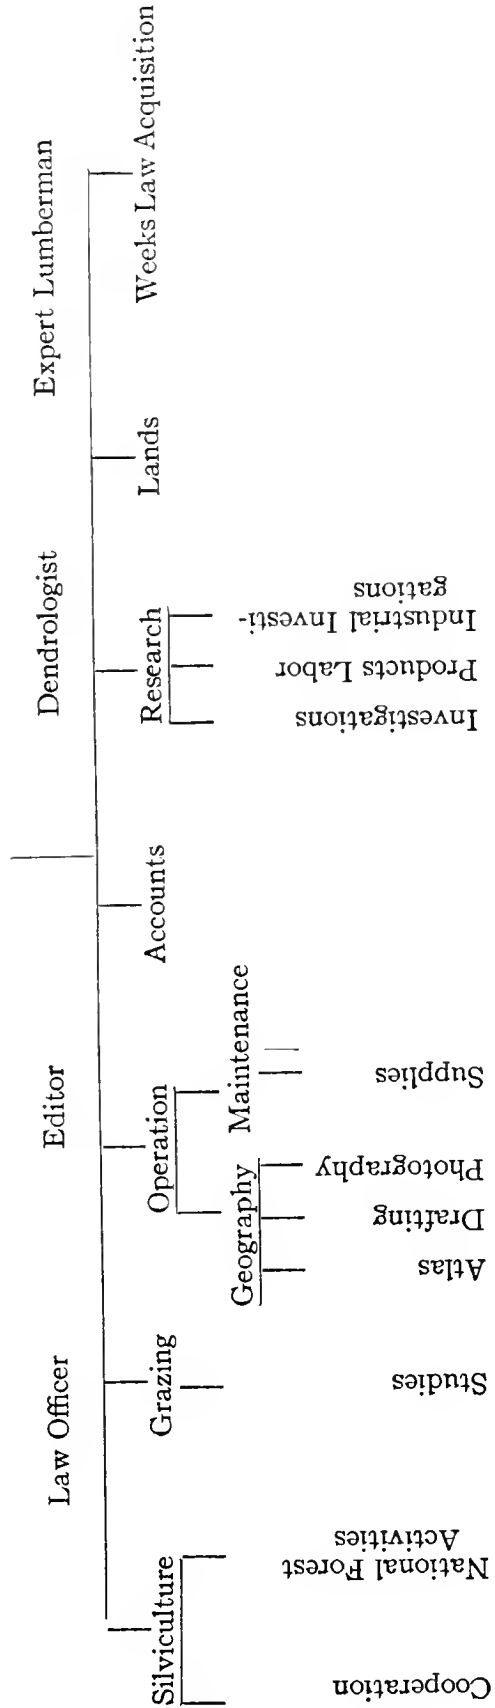 Law Officer
Editor
Dendrologist
Expert Lumberman
Silviculture
Grazing
Operation
Accounts
Research
Lands
Weeks Law Acquisition
Geography
Maintenance
Cooperation
National Forest
Activities
Studies
Atlas
Drafting
Photography
Supplies
Investigations
Products Labor
Industrial Investi-
gations